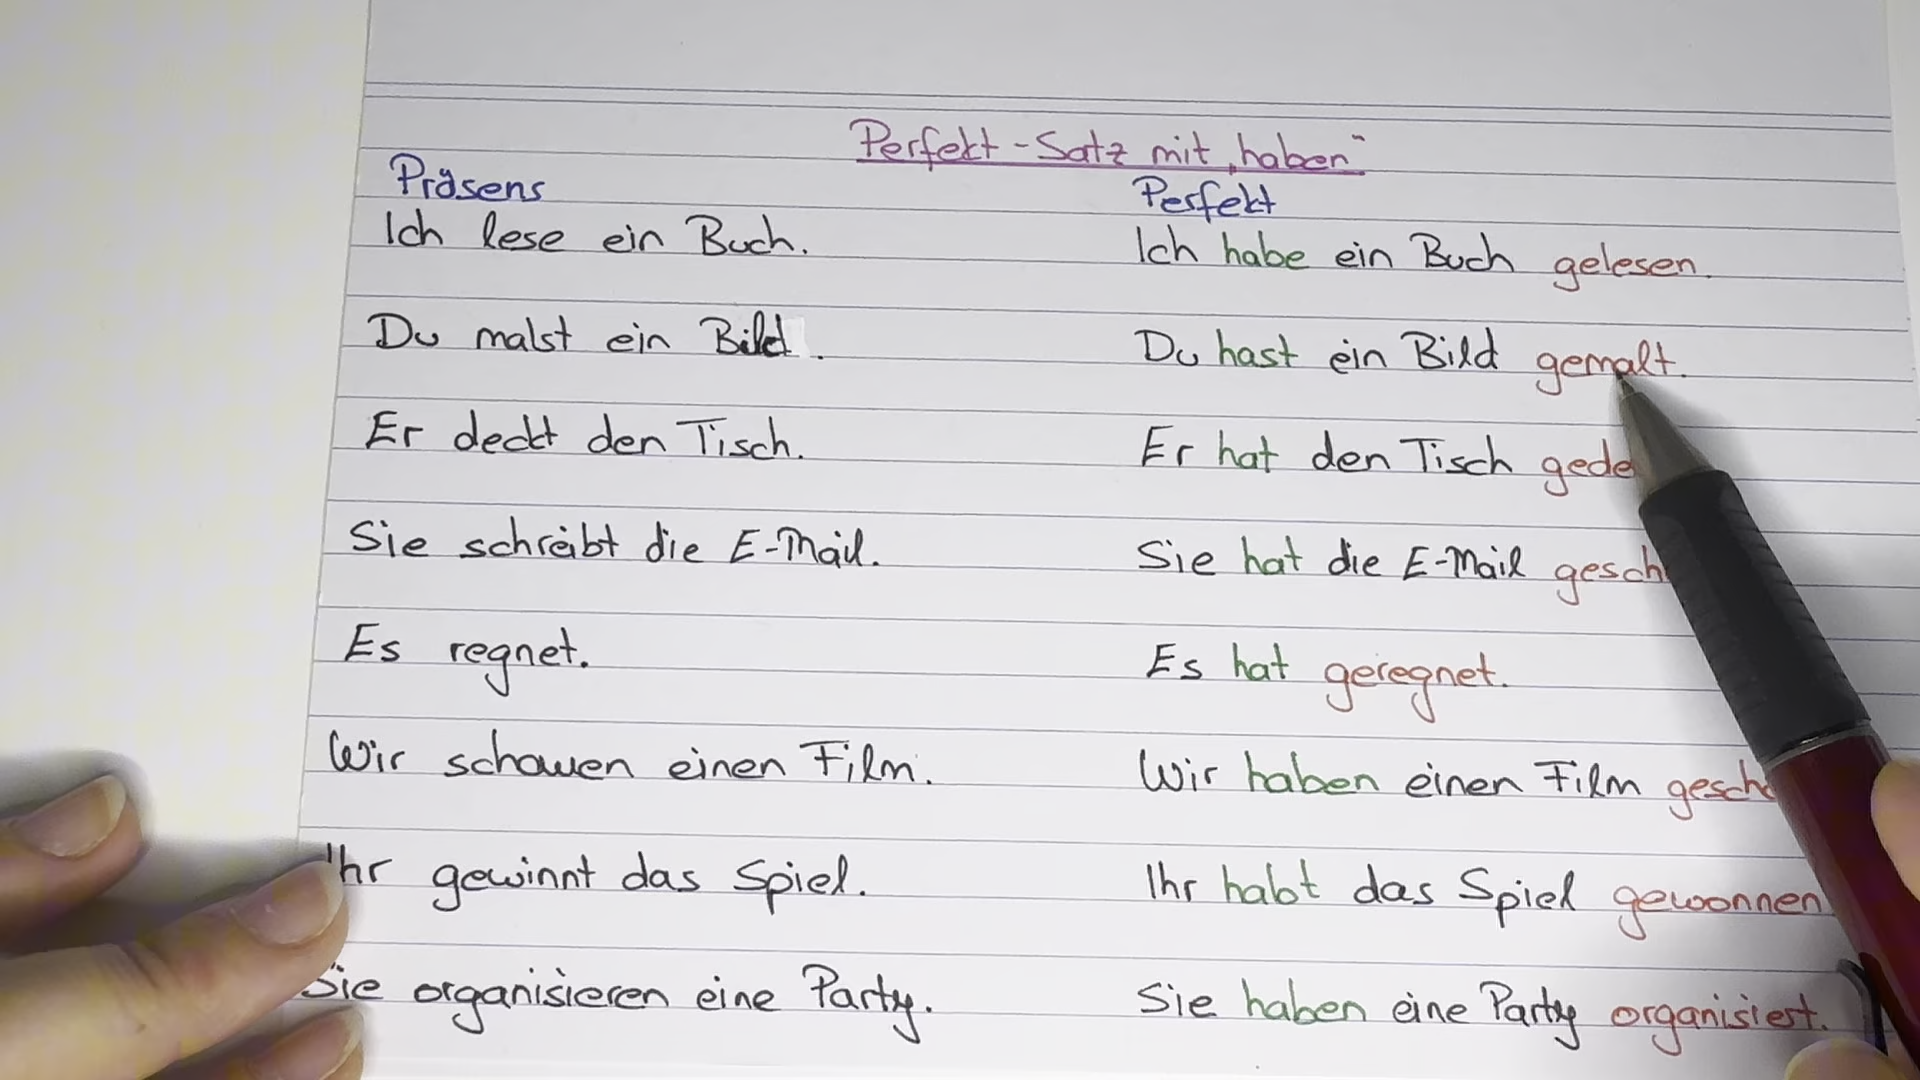 Perfekt-Satz mit „haben"
Präsens Perfekt
Ich lese ein Buch. Ich habe ein Buch gelesen.
Du malst ein Bild. Du hast ein Bild gemalt.
Er deckt den Tisch. Er hat den Tisch
Sie schreibt die E-Mail. Sie hat die E-Mail
Es regnet. Es hat geregnet.
Wir schauen einen Film. Wir haben einen Film
Ihr gewinnt das Spiel. Ihr habt das Spiel gewonnen
Sie organisieren eine Party. Sie haben eine Party organisiert.